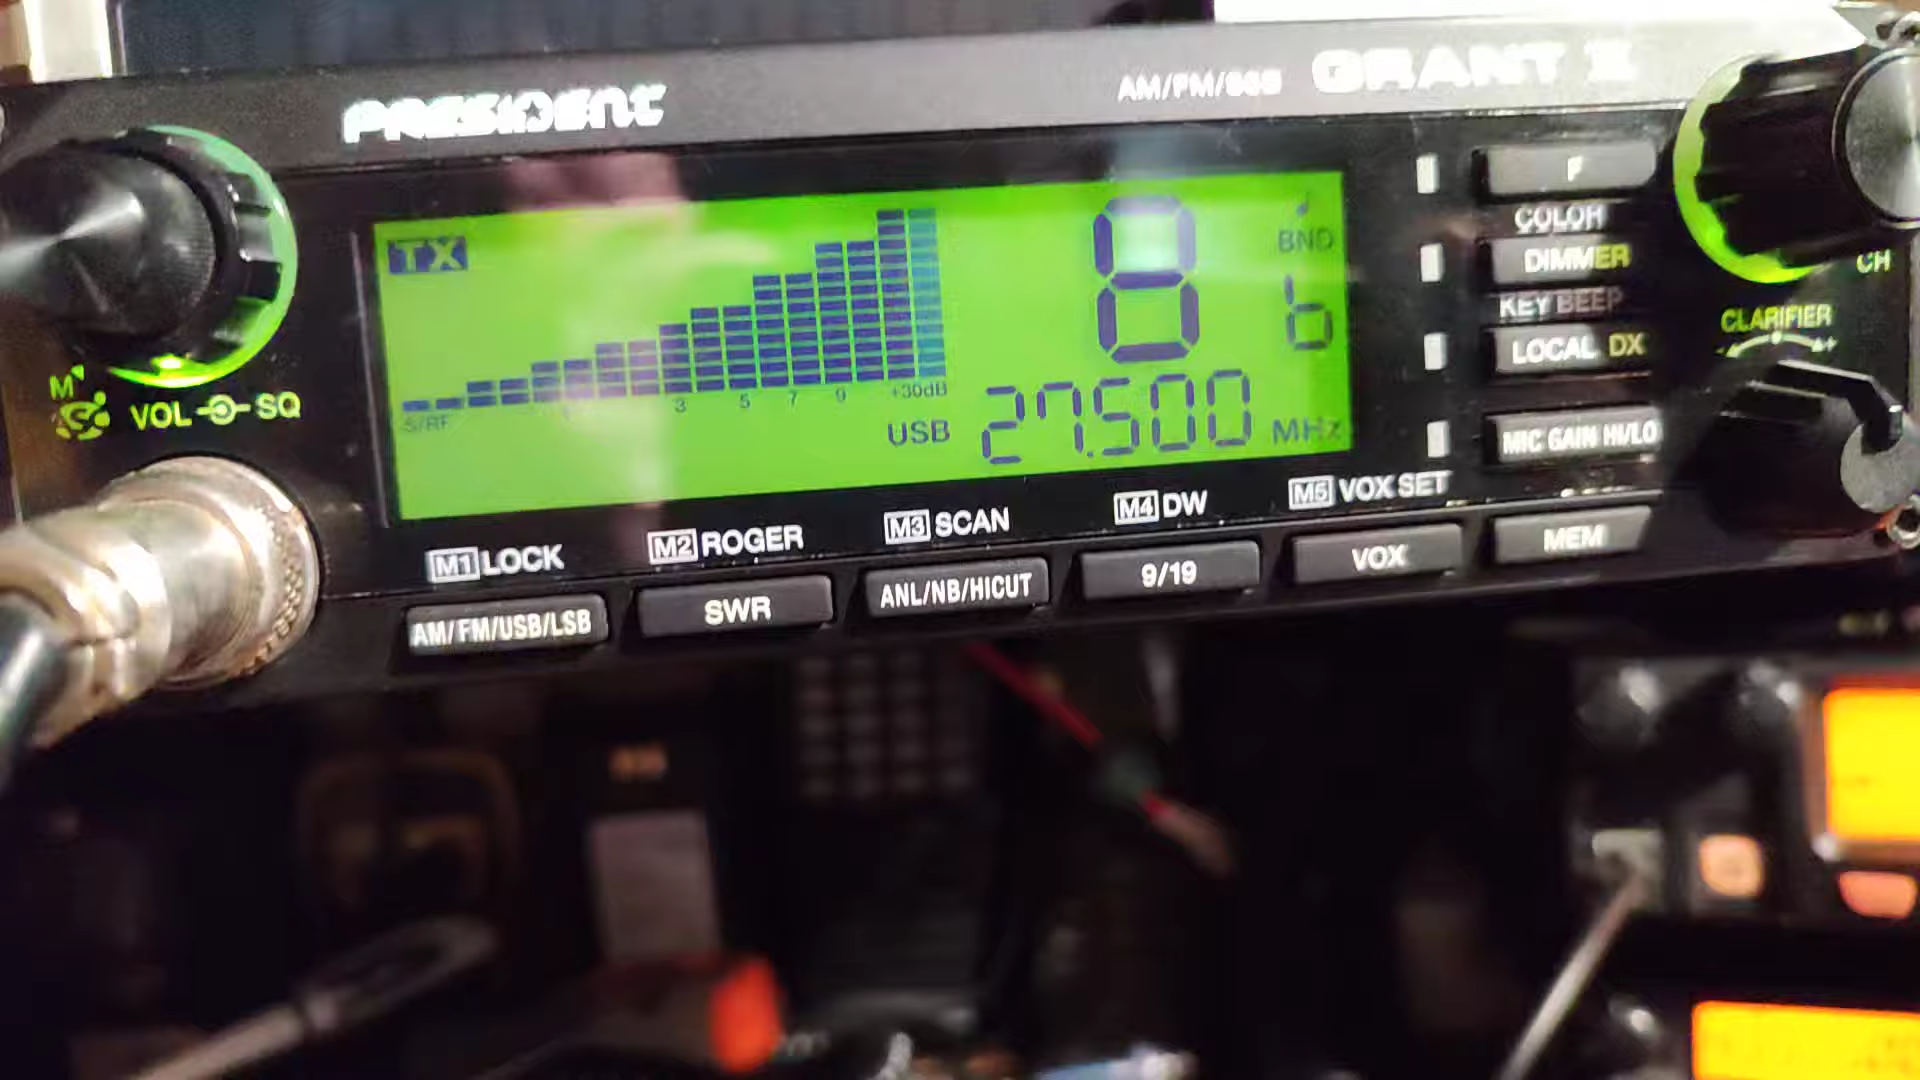 PRESIDENT
AM/FM/SSB GRANT II
TX
8
BND
b
S/RF 1 3 5 7 9 +30dB
USB 27.500 MHz
F
COLOR
DIMMER
KEY BEEP
LOCAL DX
MIC GAIN HI/LO
CH
CLARIFIER
- +
M
VOL SQ
M1 LOCK M2 ROGER M3 SCAN M4 DW M5 VOX SET
AM/FM/USB/LSB SWR ANL/NB/HICUT 9/19 VOX MEM